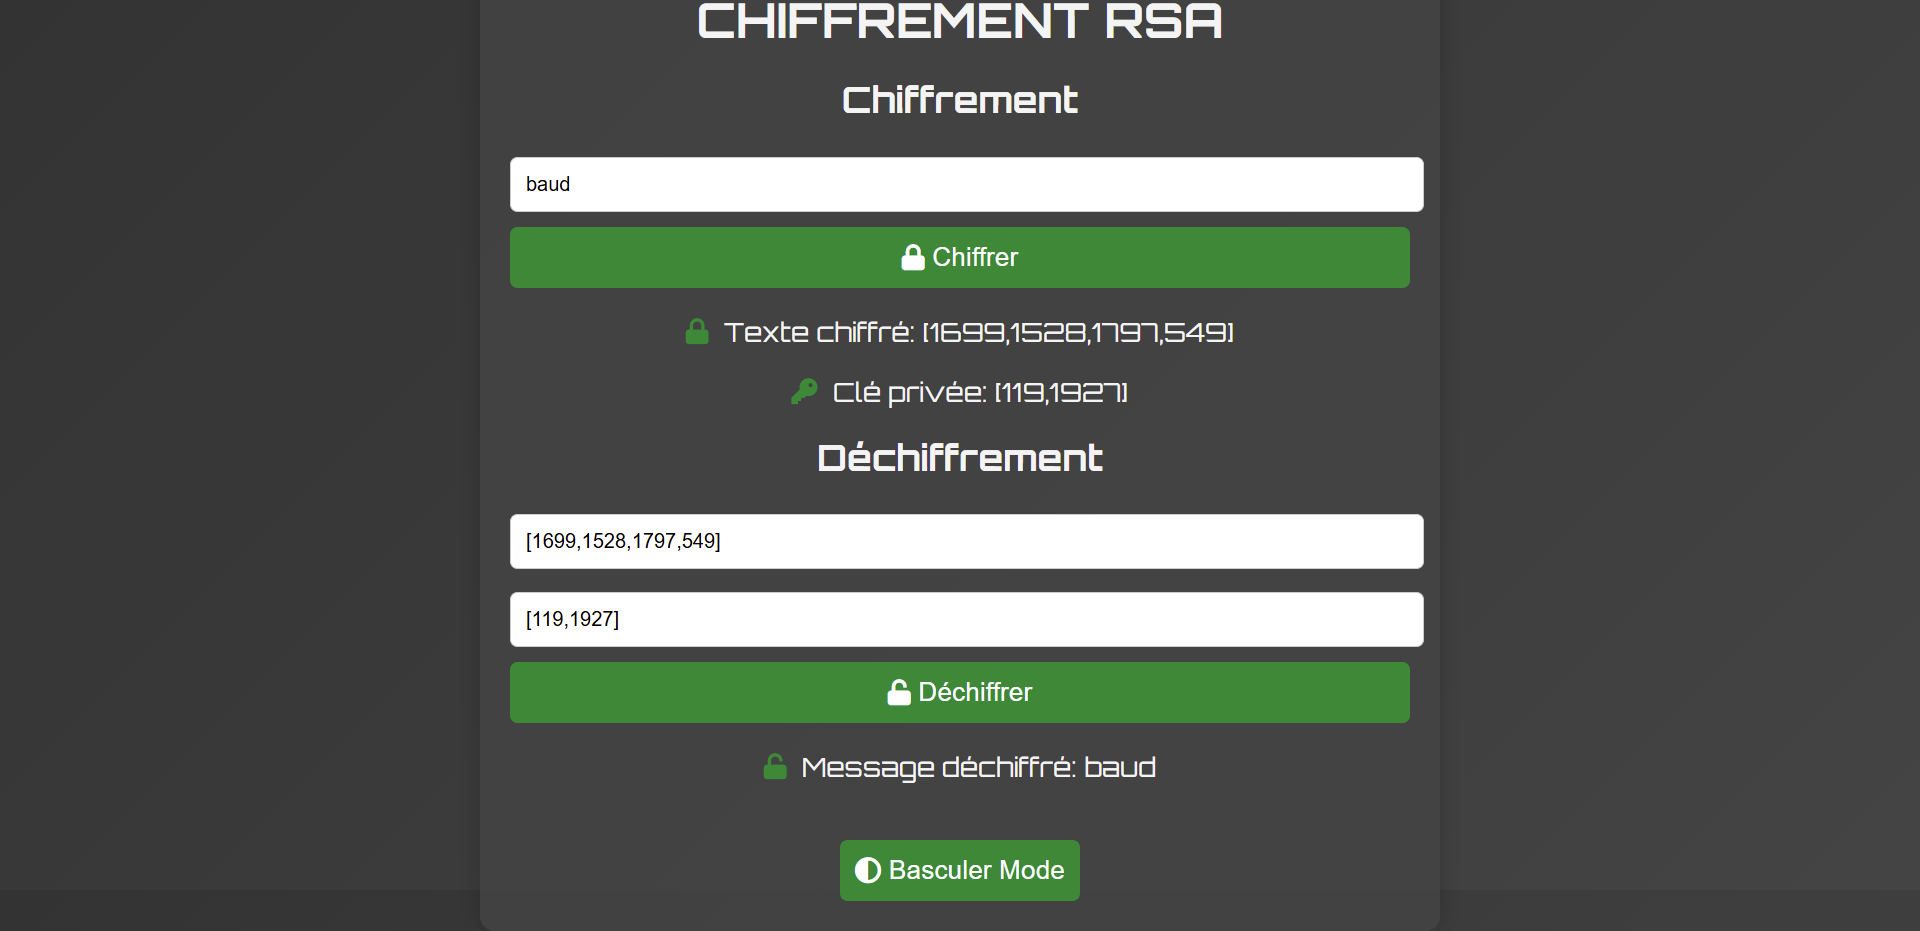 CHIFFREMENT RSA
Chiffrement
baud
Chiffrer
Texte chiffré: [1699,1528,1797,549]
Clé privée: [119,1927]
Déchiffrement
[1699,1528,1797,549]
[119,1927]
Déchiffrer
Message déchiffré: baud
Basculer Mode